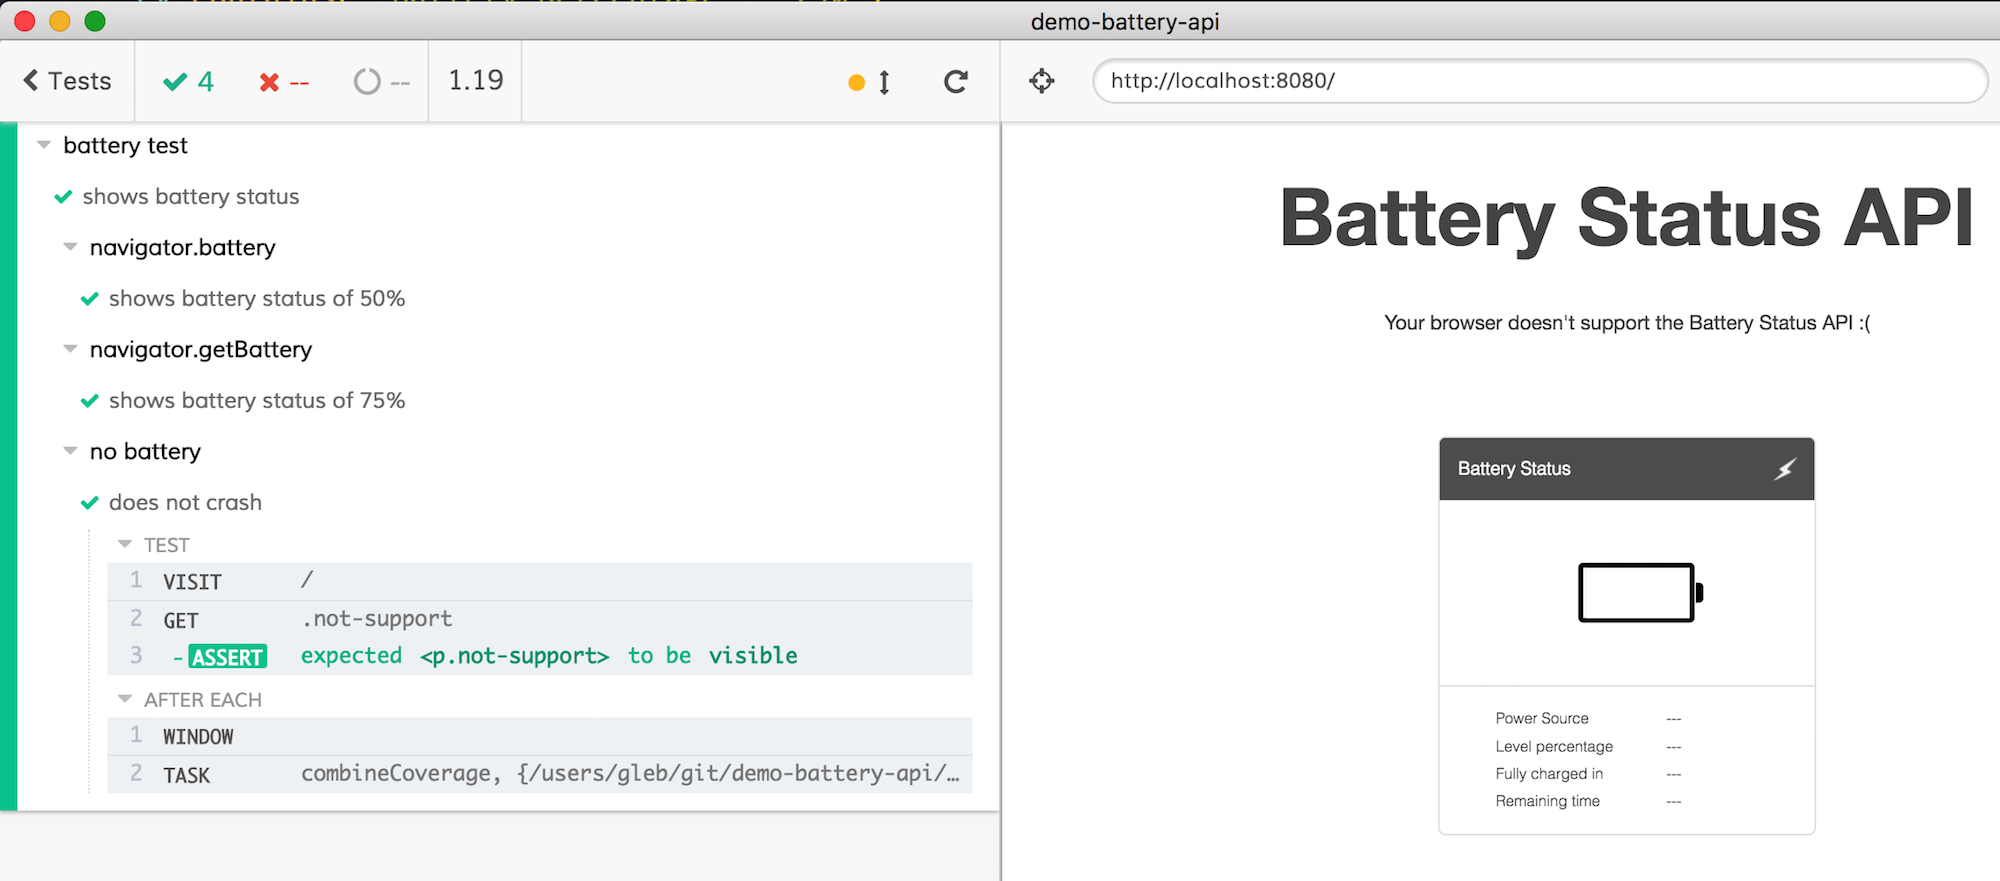 demo-battery-api
Tests 4 -- -- 1.19
http://localhost:8080/
battery test
shows battery status
navigator.battery
shows battery status of 50%
navigator.getBattery
shows battery status of 75%
no battery
does not crash
TEST
1 VISIT /
2 GET .not-support
3 -ASSERT expected <p.not-support> to be visible
AFTER EACH
1 WINDOW
2 TASK combineCoverage, {/users/gleb/git/demo-battery-api/…
Battery Status API
Your browser doesn't support the Battery Status API :(
Battery Status
Power Source ---
Level percentage ---
Fully charged in ---
Remaining time ---